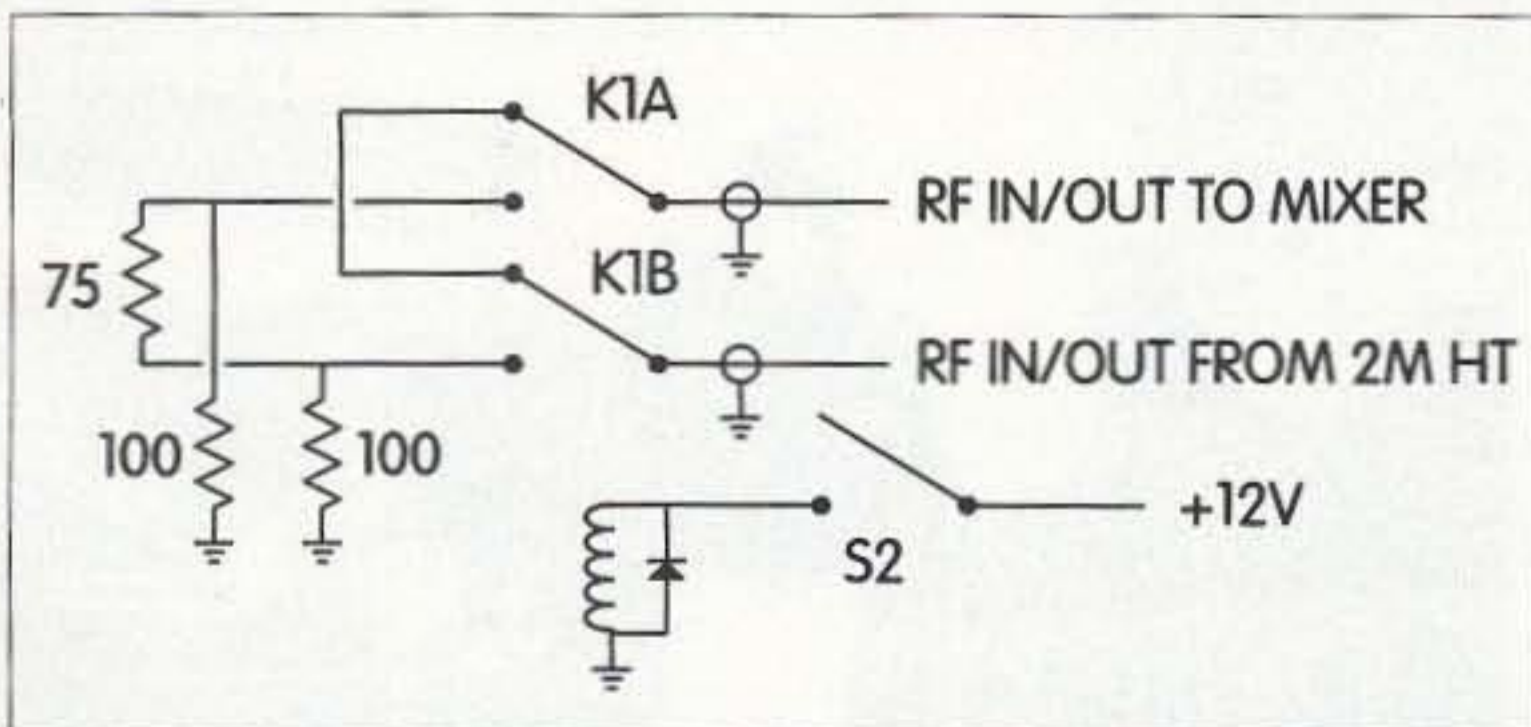 K1A
RF IN/OUT TO MIXER
75
K1B
RF IN/OUT FROM 2M HT
100
100
+12V
S2